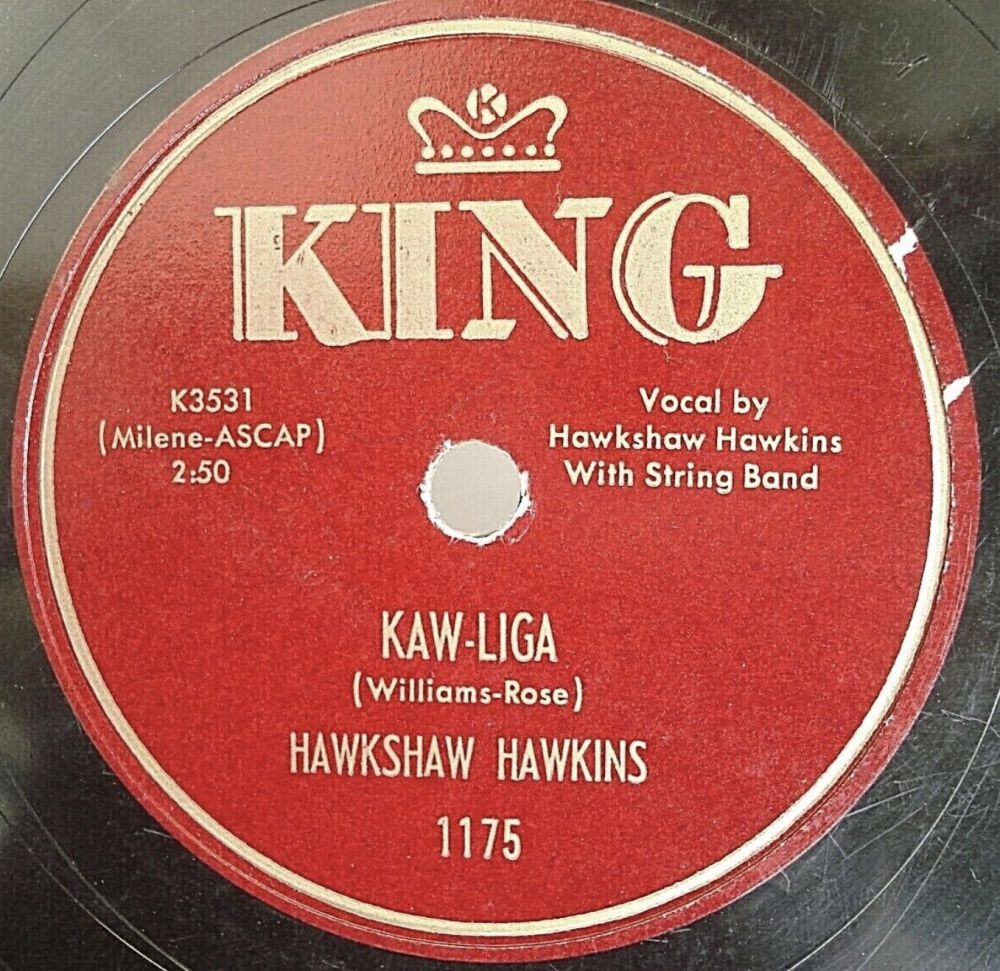 K
KING
K3531
(Milene-ASCAP)
2:50
Vocal by
Hawkshaw Hawkins
With String Band
KAW-LIGA
(Williams-Rose)
HAWKSHAW HAWKINS
1175